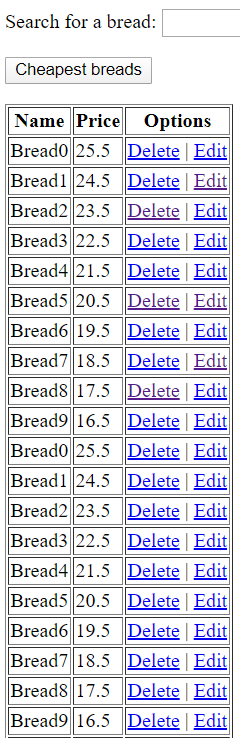 Search for a bread:
Cheapest breads
Name Price Options
Bread0 25.5 Delete | Edit
Bread1 24.5 Delete | Edit
Bread2 23.5 Delete | Edit
Bread3 22.5 Delete | Edit
Bread4 21.5 Delete | Edit
Bread5 20.5 Delete | Edit
Bread6 19.5 Delete | Edit
Bread7 18.5 Delete | Edit
Bread8 17.5 Delete | Edit
Bread9 16.5 Delete | Edit
Bread0 25.5 Delete | Edit
Bread1 24.5 Delete | Edit
Bread2 23.5 Delete | Edit
Bread3 22.5 Delete | Edit
Bread4 21.5 Delete | Edit
Bread5 20.5 Delete | Edit
Bread6 19.5 Delete | Edit
Bread7 18.5 Delete | Edit
Bread8 17.5 Delete | Edit
Bread9 16.5 Delete | Edit